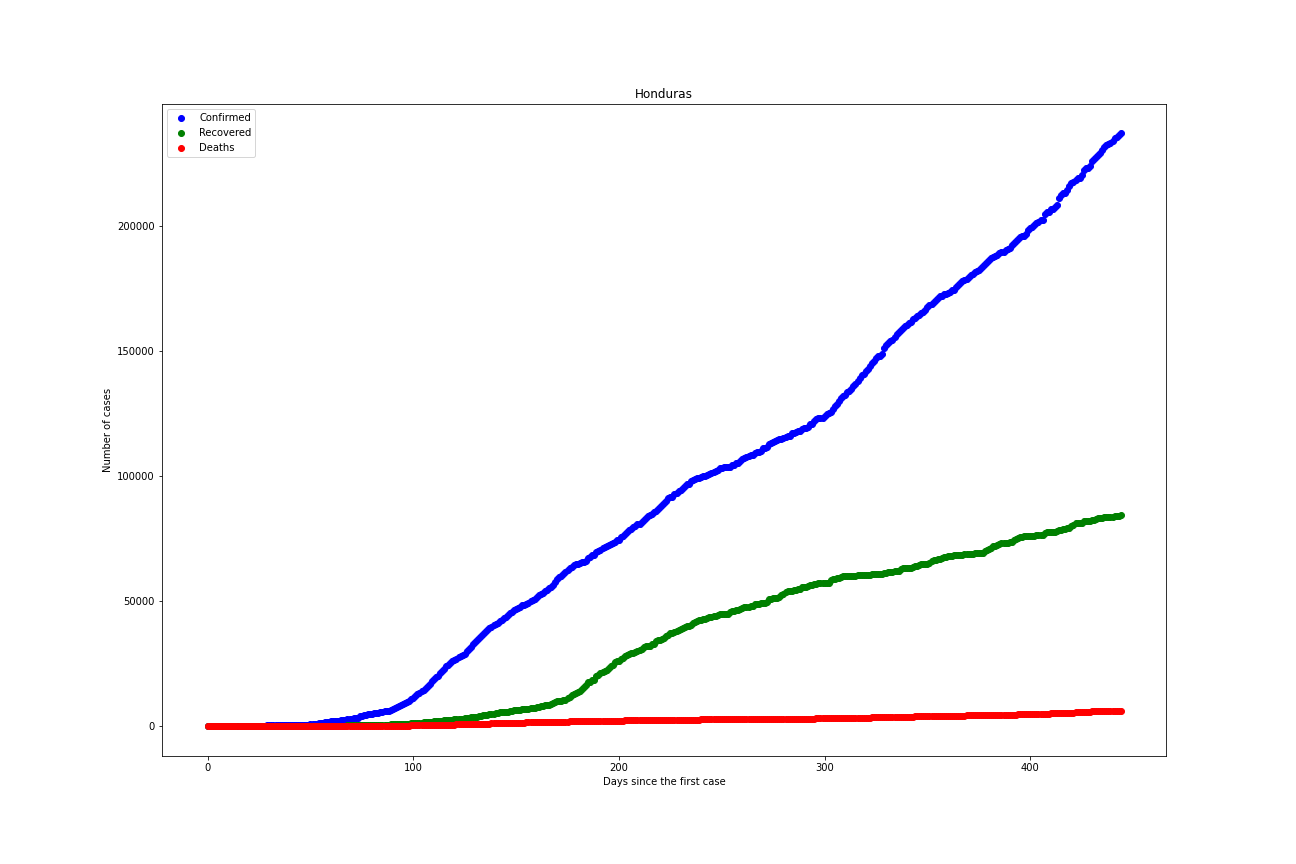 Honduras
Confirmed
Recovered
Deaths
Number of cases
200000
150000
100000
50000
0
0 100 200 300 400
Days since the first case